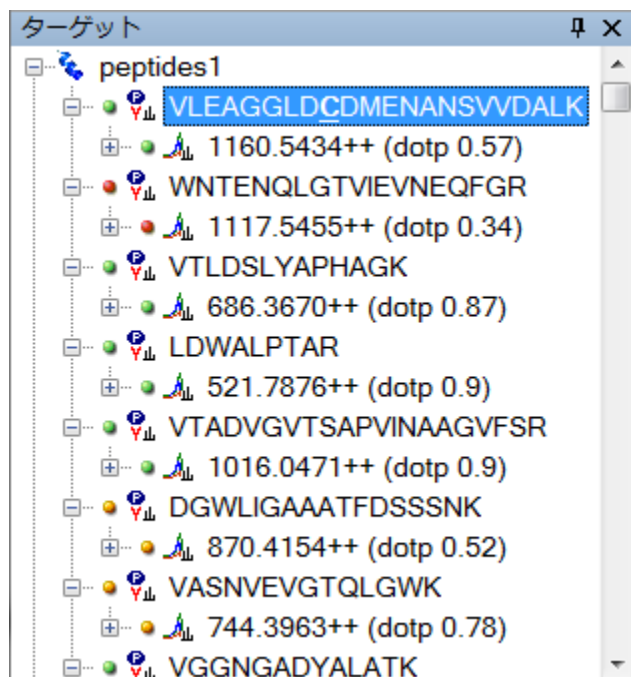 ターゲット
peptides1
VLEAGGLDCDMENANSVVDALK
1160.5434++ (dotp 0.57)
WNTENQLGTVIEVNEQFGR
1117.5455++ (dotp 0.34)
VTLDSLYAPHAGK
686.3670++ (dotp 0.87)
LDWALPTAR
521.7876++ (dotp 0.9)
VTADVGVTSAPVINAAGVFSR
1016.0471++ (dotp 0.9)
DGWLIGAAATFDSSSNK
870.4154++ (dotp 0.52)
VASNVEVGTQLGWK
744.3963++ (dotp 0.78)
VGGNGADYALATK